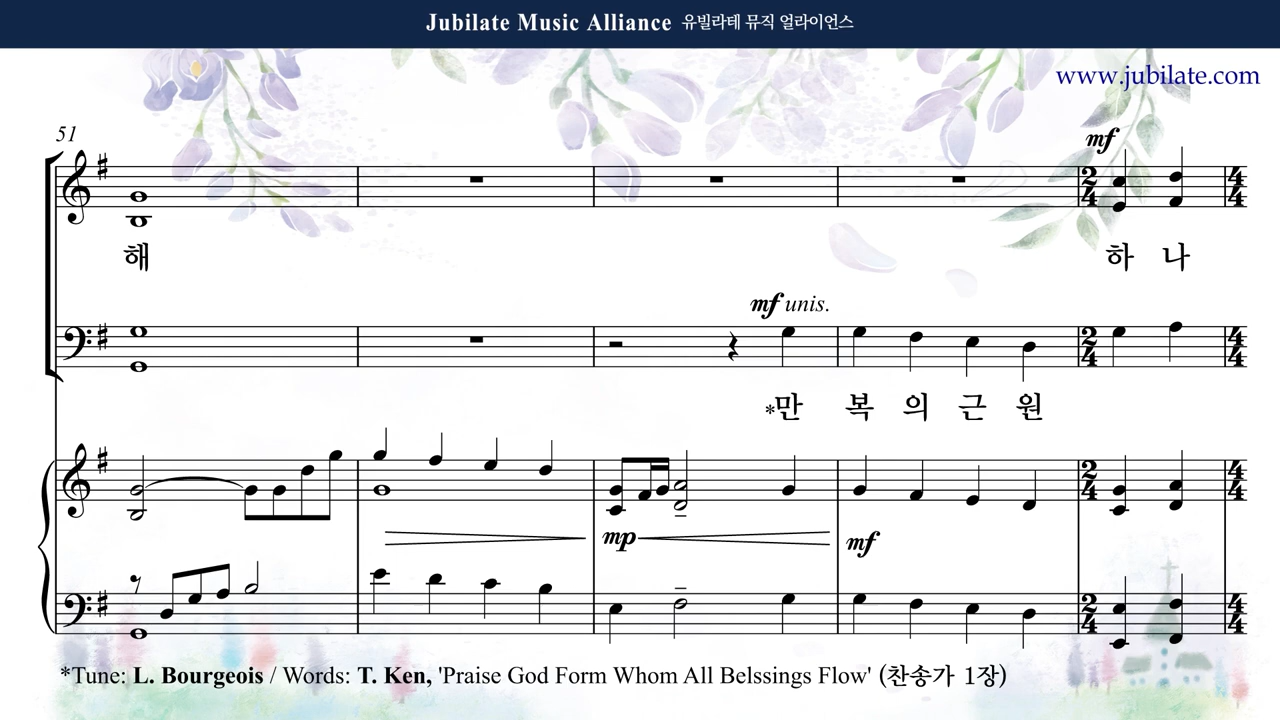 Jubilate Music Alliance 유빌라테 뮤직 얼라이언스
www.jubilate.com
51
mf
해
하 나
mf unis.
*만 복 의 근 원
mp
mf
*Tune: L. Bourgeois / Words: T. Ken, 'Praise God Form Whom All Belssings Flow' (찬송가 1장)